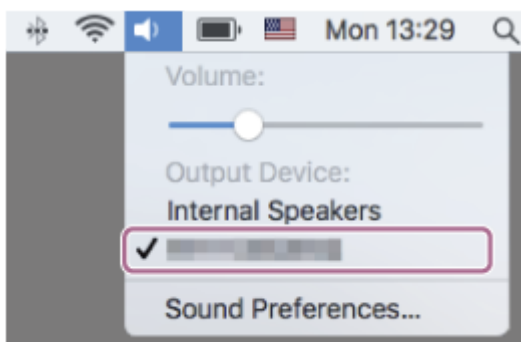 Mon 13:29
Volume:
Output Device:
Internal Speakers
Sound Preferences...